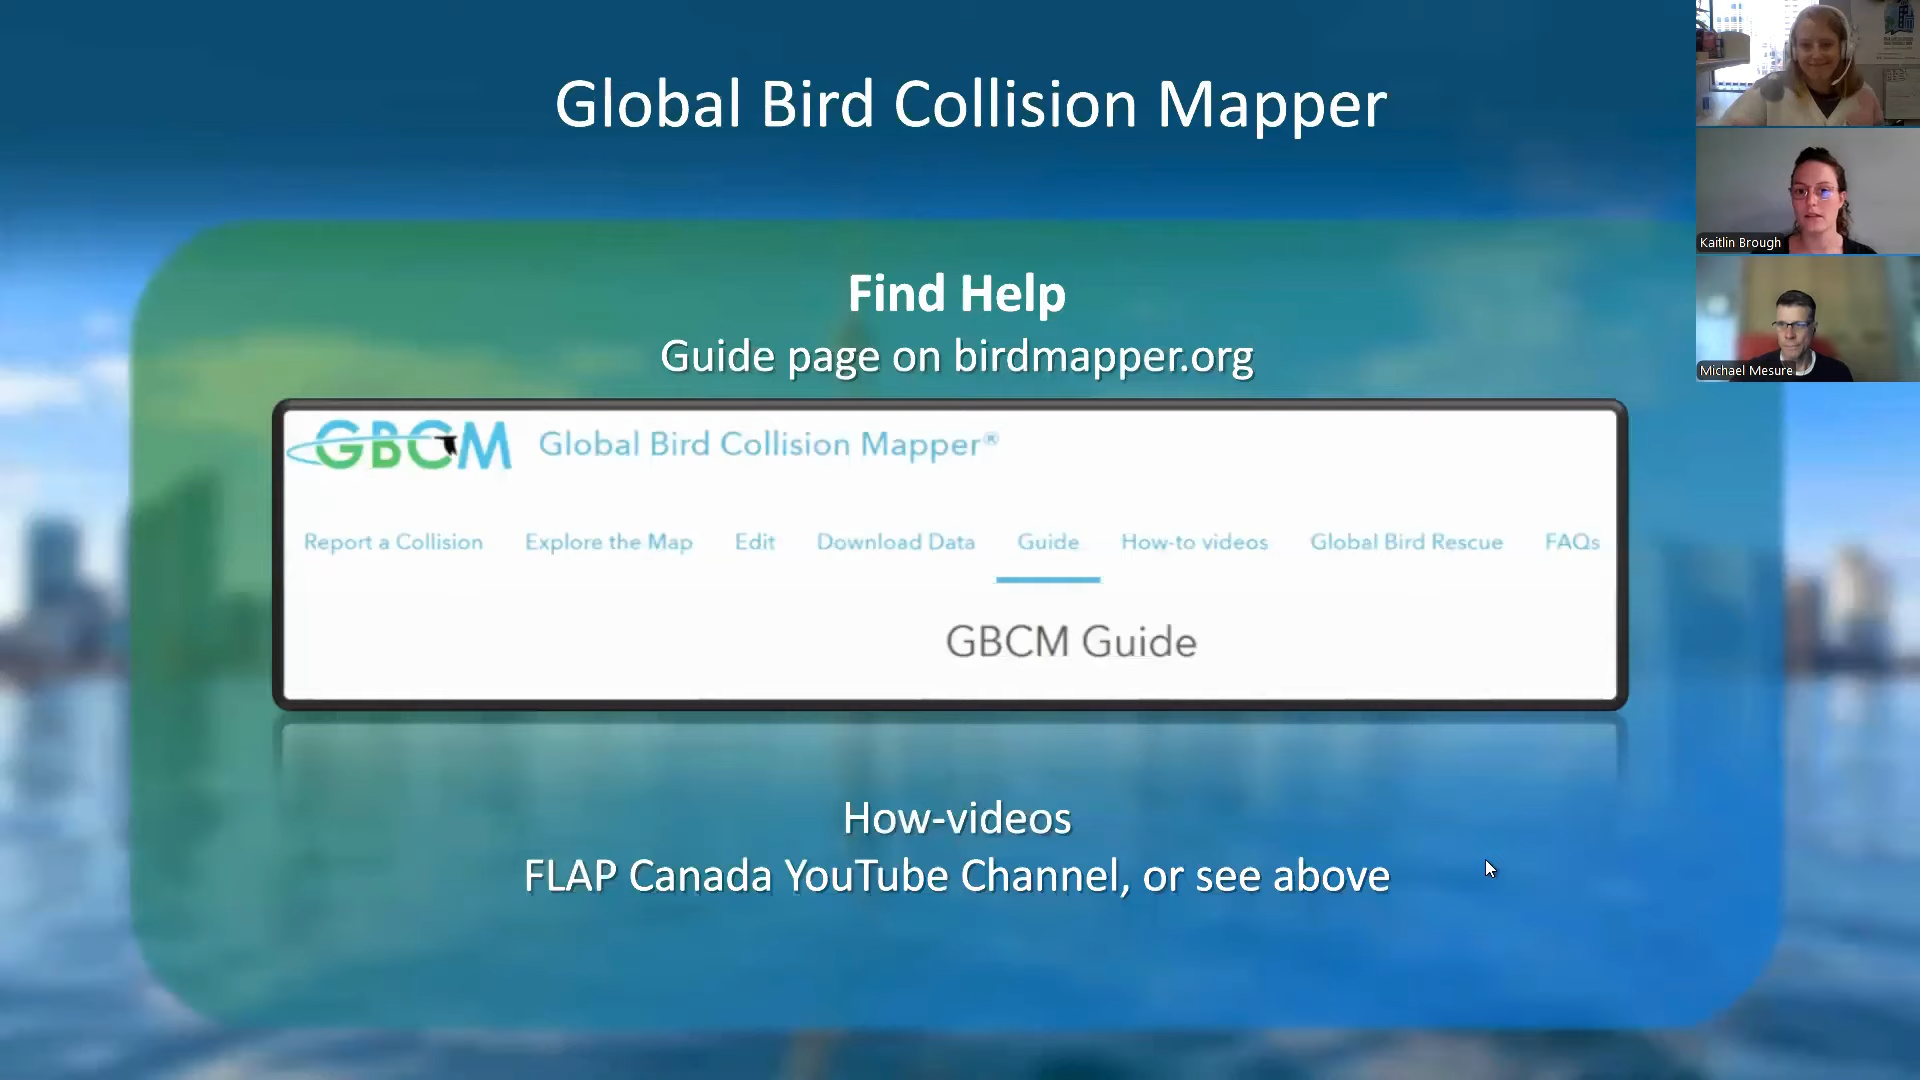 Global Bird Collision Mapper
Find Help
Guide page on birdmapper.org
GBCM Global Bird Collision Mapper®
Report a Collision Explore the Map Edit Download Data Guide How-to videos Global Bird Rescue FAQs
GBCM Guide
How-videos
FLAP Canada YouTube Channel, or see above
Kaitlin Brough
Michael Mesure